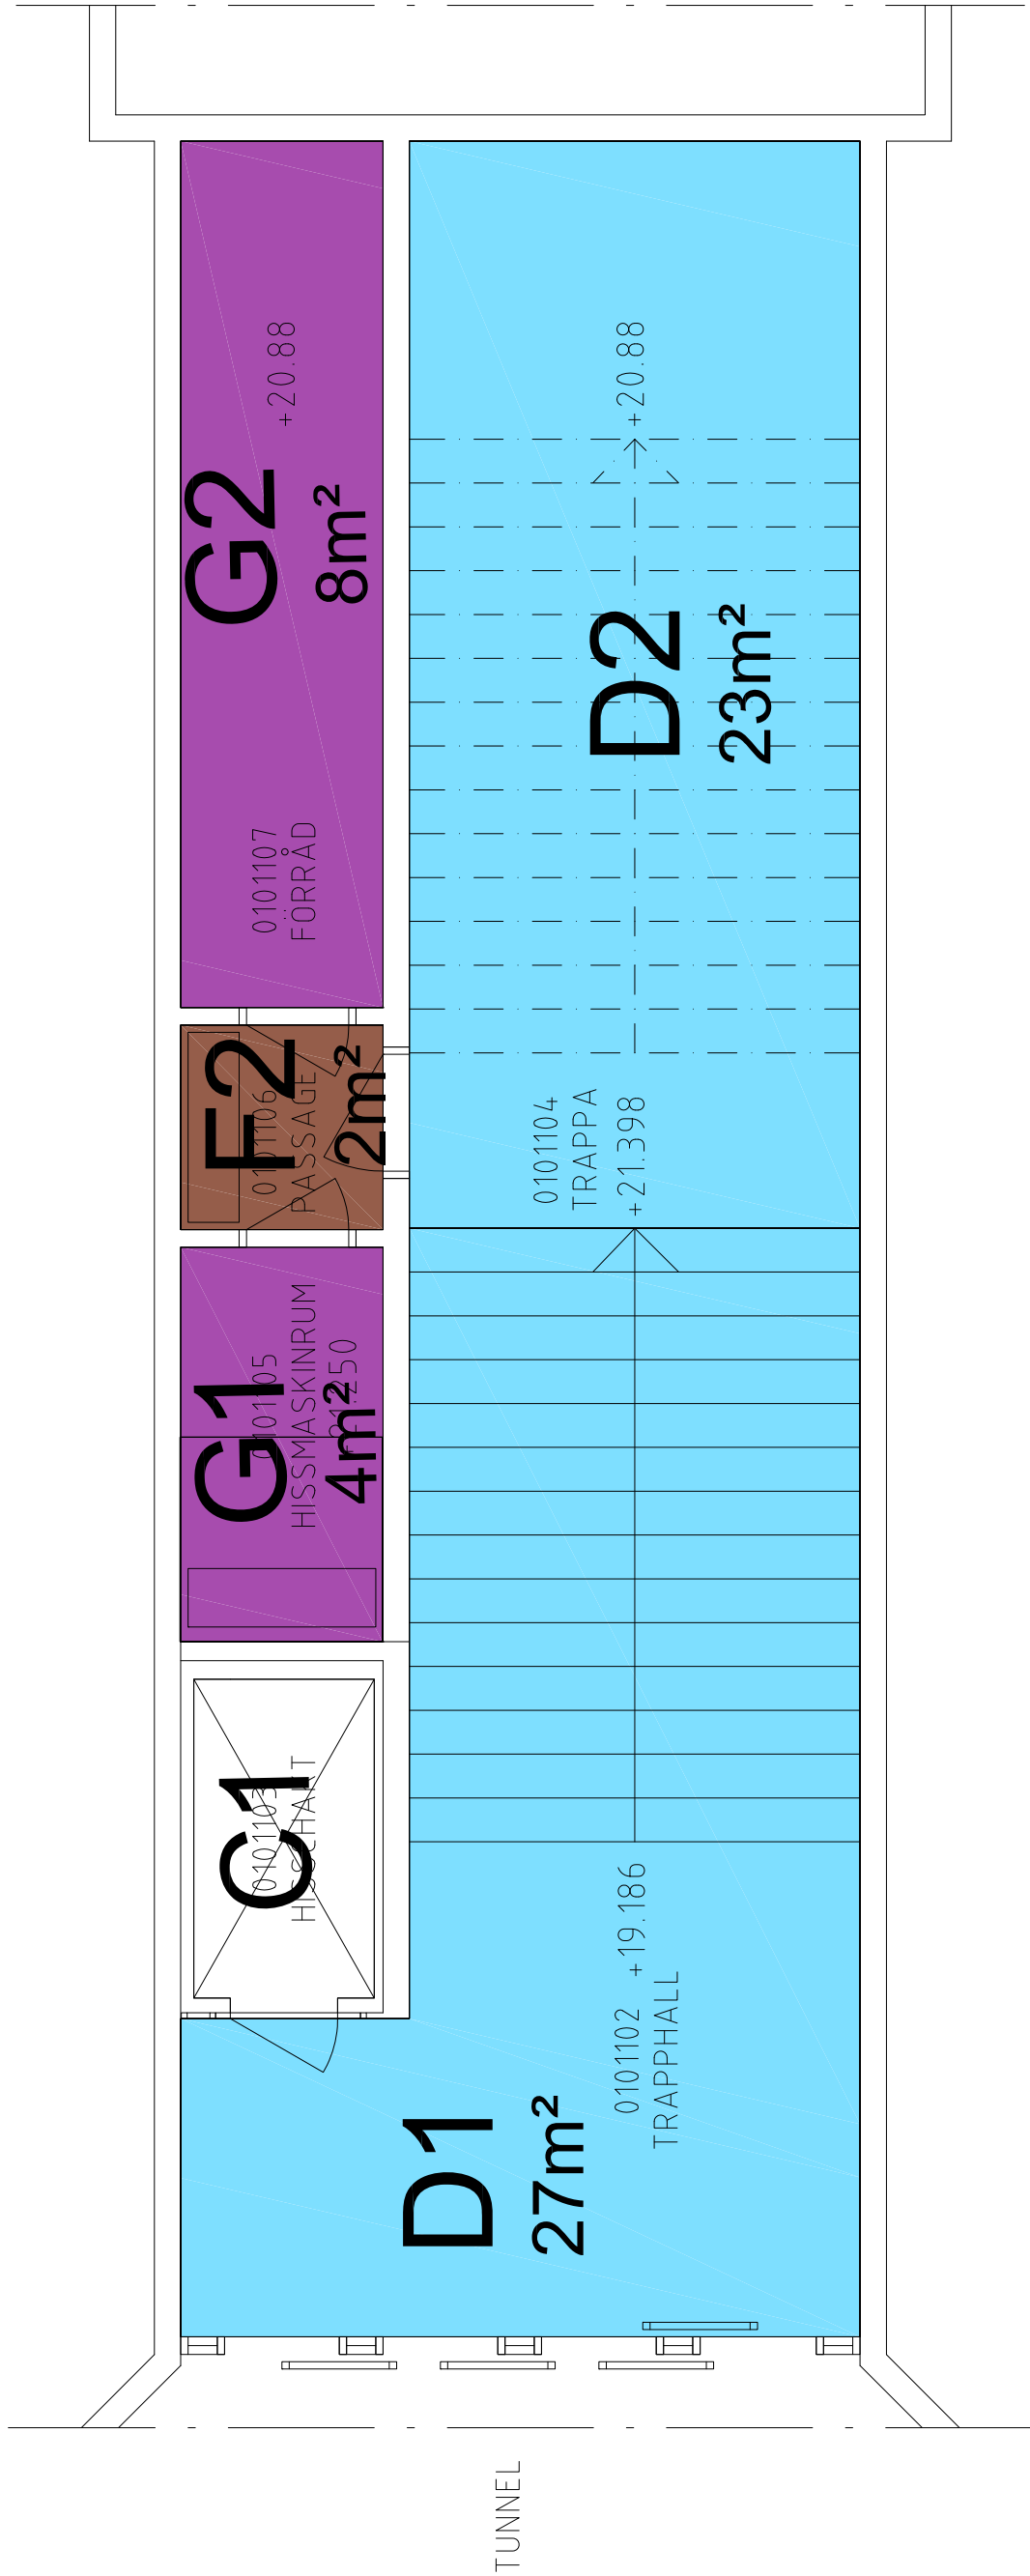 G2
8m²
+20.88
0101107
FÖRRÅD
F2
2m²
0101106
PASSAGE
G1
4m²
0101105
HISSMASKINRUM
C1
0101103
HISSCHAKT
D2
23m²
+20.88
0101104
TRAPPA
+21.398
D1
27m²
0101102
TRAPPHALL
+19.186
TUNNEL